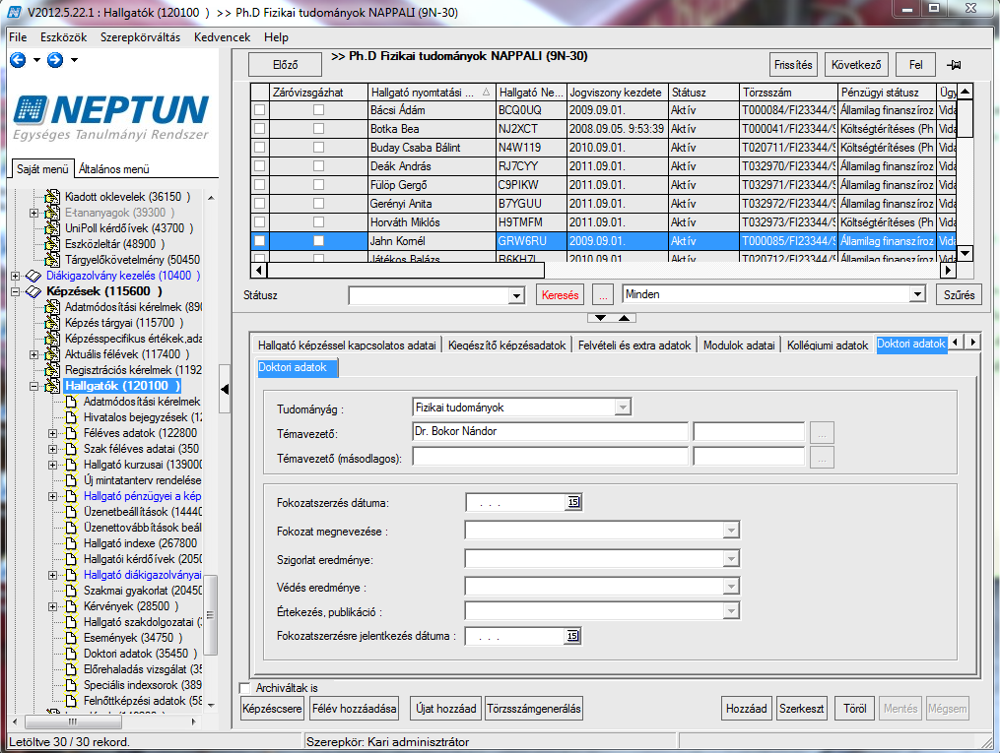 V2012.5.22.1 : Hallgatók (120100 ) >> Ph.D Fizikai tudományok NAPPALI (9N-30)
File Eszközök Szerepkörváltás Kedvencek Help
NEPTUN
Egységes Tanulmányi Rendszer
Saját menü Általános menü
Kiadott oklevelek (36150 )
E-tananyagok (39300 )
UniPoll kérdőívek (43700 )
Eszközleltár (48900 )
Tárgyelőkövetelmény (50450
Diákigazolvány kezelés (10400 )
Képzések (115600 )
Adatmódosítási kérelmek (890
Képzés tárgyai (115700 )
Képzésspecifikus értékek,ada
Aktuális félévek (117400 )
Regisztrációs kérelmek (1192
Hallgatók (120100 )
Adatmódosítási kérelmek
Hivatalos bejegyzések (12
Féléves adatok (122800
Szak féléves adatai (350
Hallgató kurzusai (139000
Új mintatanterv rendelése
Hallgató pénzügyei a kép
Üzenetbeállítások (14440
Üzenettovábbítások beál
Hallgató indexe (267800
Hallgatói kérdőívek (2050
Hallgató diákigazolványai
Szakmai gyakorlat (20450
Kérvények (28500 )
Hallgató szakdolgozatai (3
Események (34750 )
Doktori adatok (35450 )
Előrehaladás vizsgálat (35
Speciális indexsorok (389
Felnőttképzési adatok (58
Előző >> Ph.D Fizikai tudományok NAPPALI (9N-30) Frissítés Következő Fel
Záróvizsgázhat Hallgató nyomtatási ... Hallgató Ne... Jogviszony kezdete Státusz Törzsszám Pénzügyi státusz Ügy
Bácsi Ádám BCQ0UQ 2009.09.01. Aktív T000084/FI23344/S Államilag finanszíroz Vida
Botka Bea NJ2XCT 2008.09.05. 9:53:39 Aktív T000041/FI23344/S Költségtérítéses (Ph Vida
Buday Csaba Bálint N4W119 2010.09.01. Aktív T020711/FI23344/S Költségtérítéses (Ph Vida
Deák András RJ7CYY 2011.09.01. Aktív T032970/FI23344/S Államilag finanszíroz Vida
Fülöp Gergő C9PIKW 2011.09.01. Aktív T032971/FI23344/S Államilag finanszíroz Vida
Gerényi Anita B7YGUU 2011.09.01. Aktív T032972/FI23344/S Államilag finanszíroz Vida
Horváth Miklós H9TMFM 2011.09.01. Aktív T032973/FI23344/S Államilag finanszíroz Vida
Jahn Kornél GRW6RU 2009.09.01. Aktív T000085/FI23344/S Államilag finanszíroz Vida
Játékos Balázs R6KH7L 2010.09.01. Aktív T020712/FI23344/S Államilag finanszíroz Vida
Státusz Keresés ... Minden Szűrés
Hallgató képzéssel kapcsolatos adatai Kiegészítő képzésadatok Felvételi és extra adatok Modulok adatai Kollégiumi adatok Doktori adatok
Doktori adatok
Tudományág : Fizikai tudományok
Témavezető: Dr. Bokor Nándor ...
Témavezető (másodlagos): ...
Fokozatszerzés dátuma: . . . 15
Fokozat megnevezése :
Szigorlat eredménye:
Védés eredménye :
Értekezés, publikáció :
Fokozatszerzésre jelentkezés dátuma : . . . 15
Archiváltak is
Képzéscsere Félév hozzáadása Újat hozzáad Törzsszámgenerálás Hozzáad Szerkeszt Töröl Mentés Mégsem
Letöltve 30 / 30 rekord. Szerepkör: Kari adminisztrátor